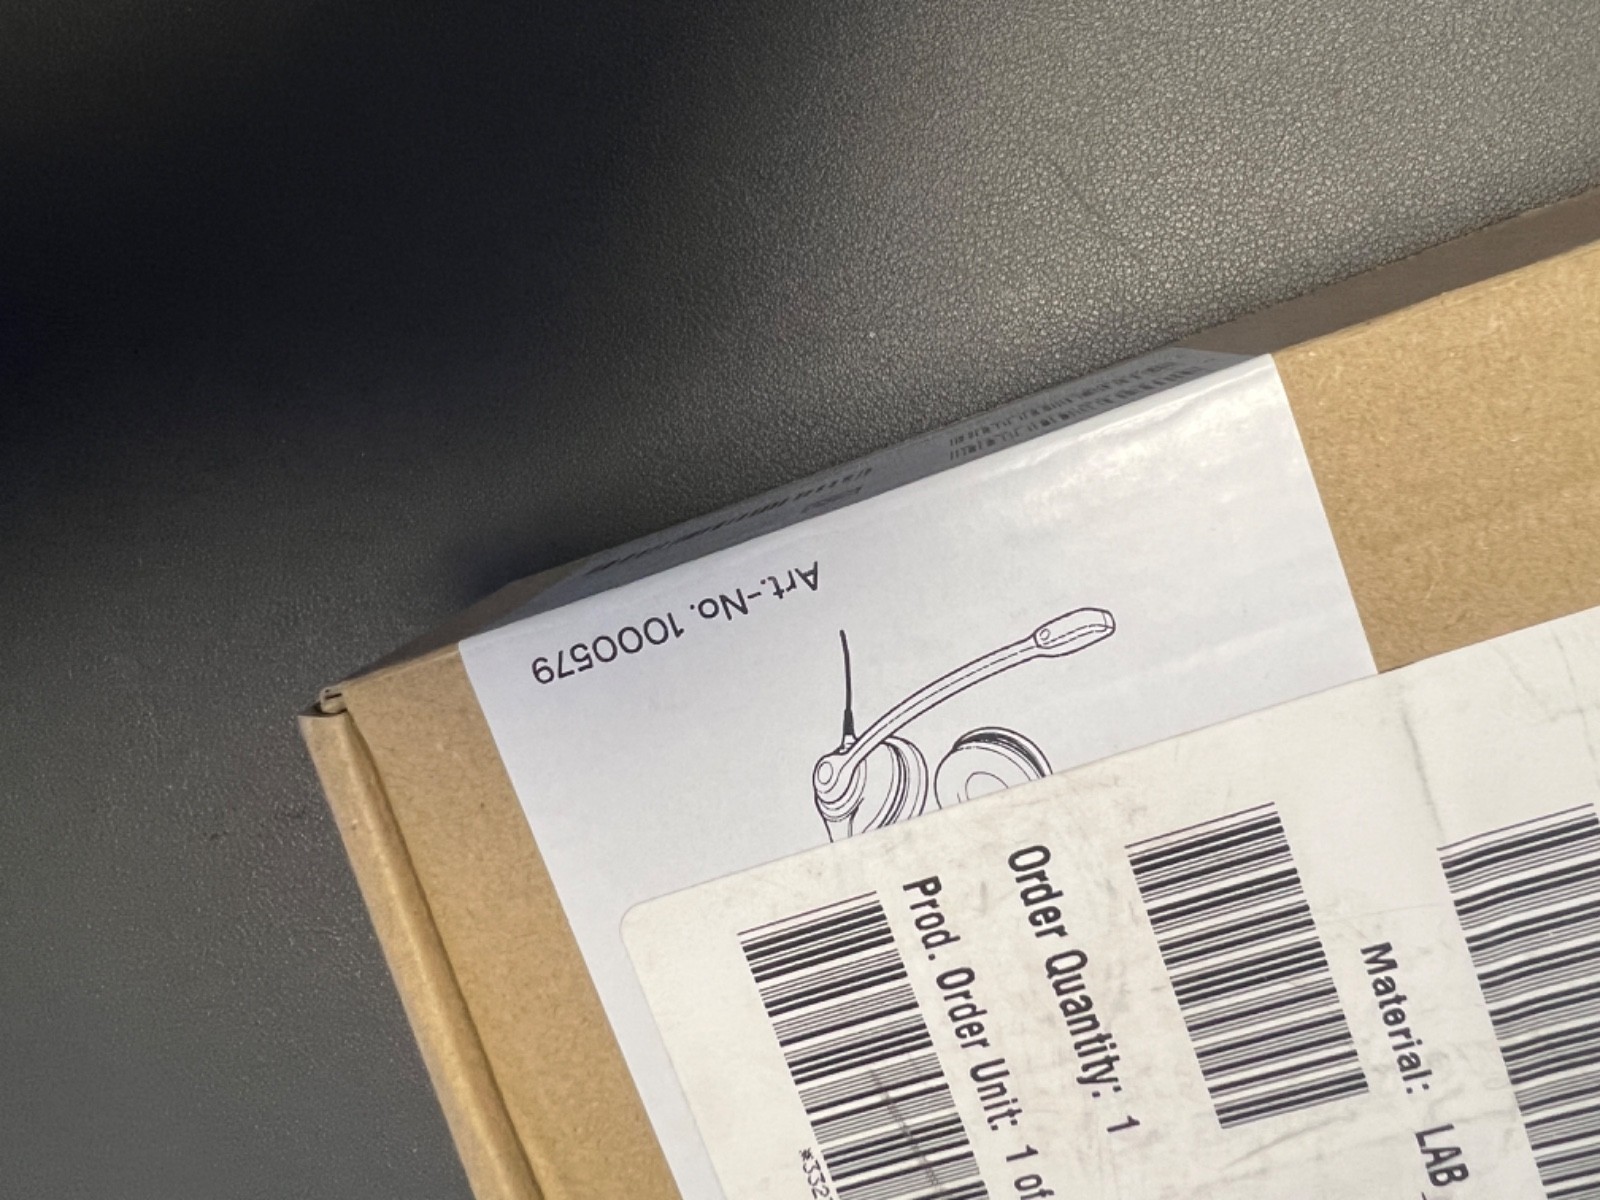 Art.-No. 1000579
Material: LAB
Order Quantity: 1
Prod. Order Unit: 1 of